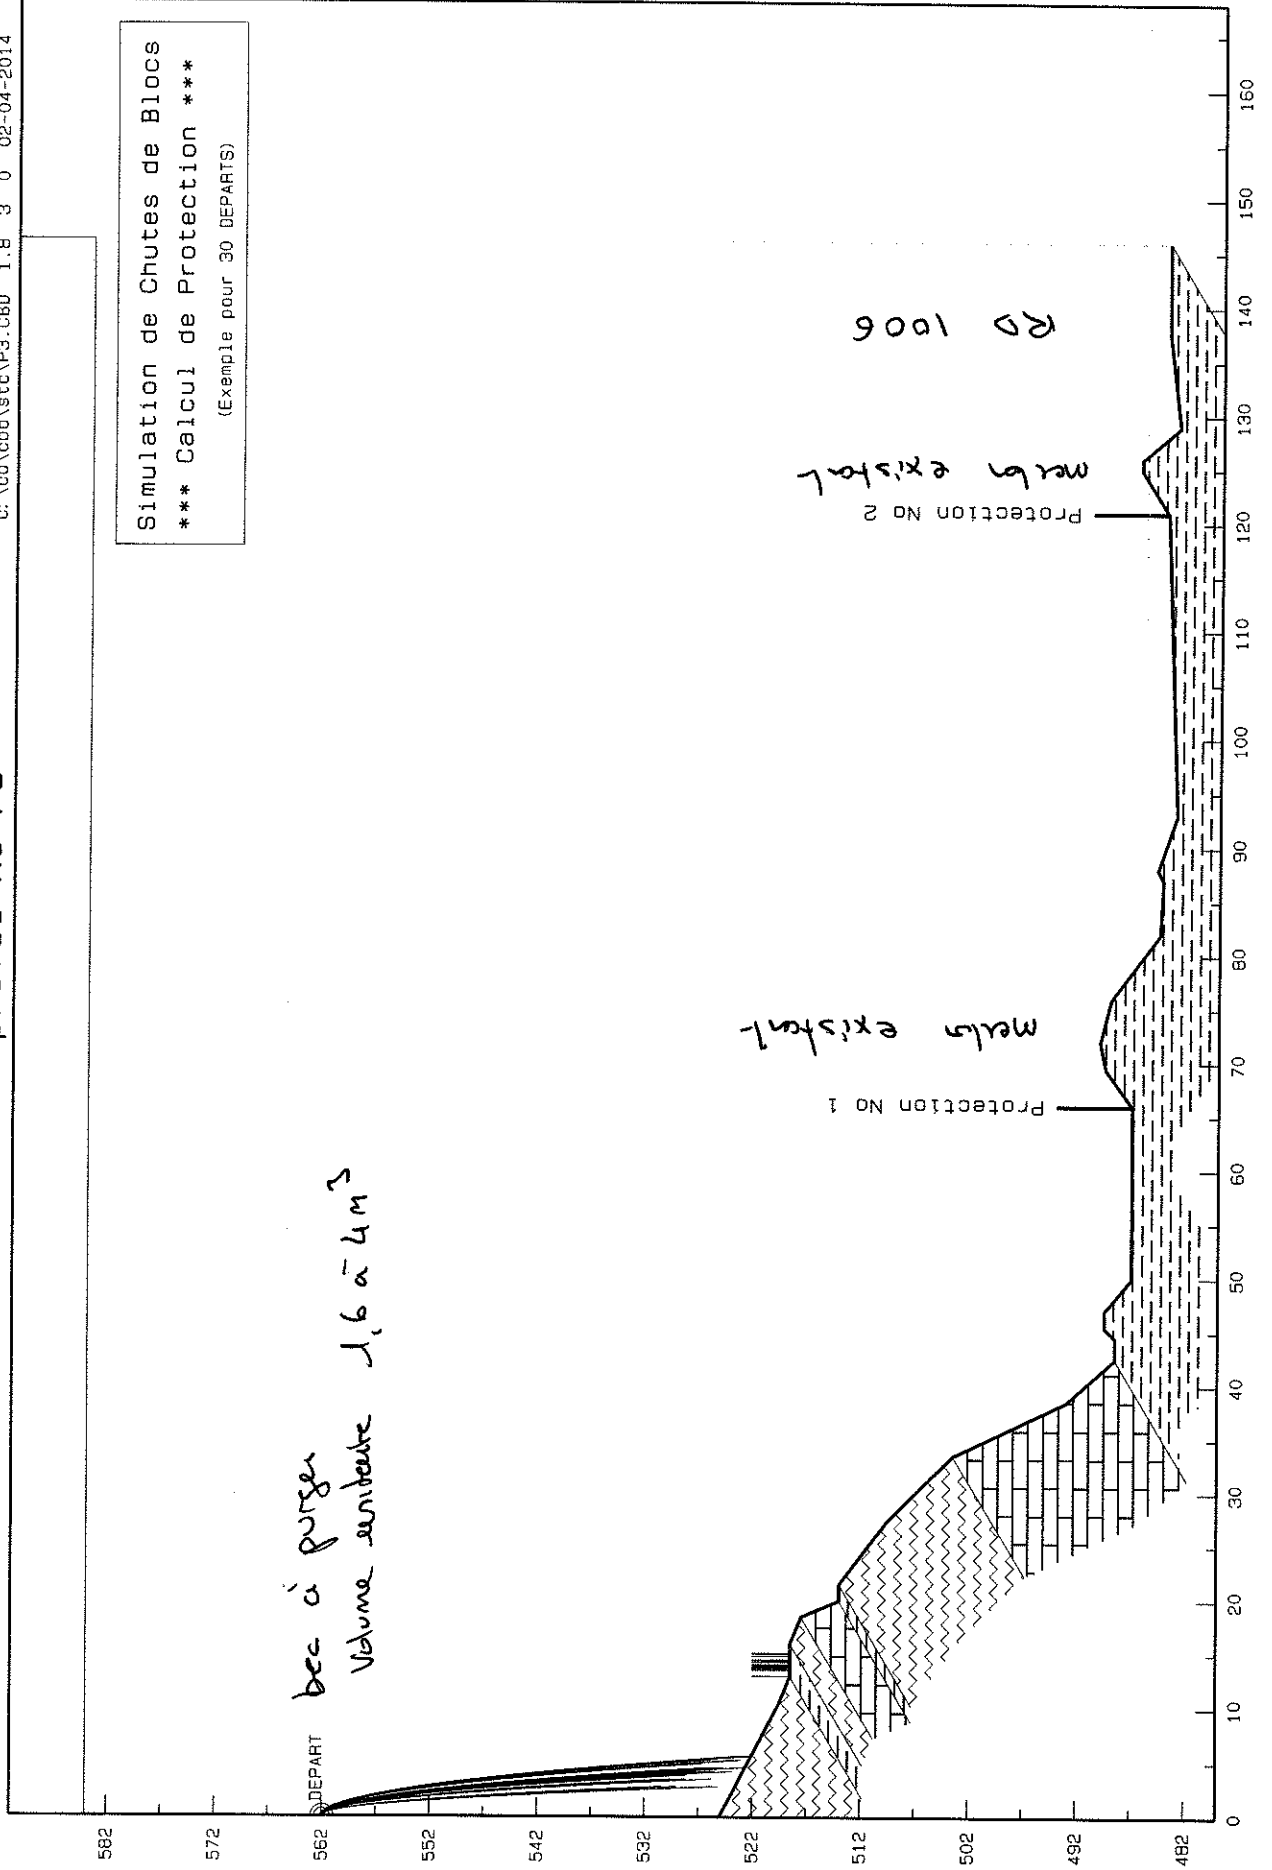 C:\CD\CBD\ste\P3.CBD 1.8 3 0 02-04-2014
Simulation de Chutes de Blocs
*** Calcul de Protection ***
(Exemple pour 30 DEPARTS)
DEPART
bec à purger
Volume unitaire 1,6 à 4 m³
Protection No 1
merlon existant
Protection No 2
merlon existant
RD 1006
582
572
562
552
542
532
522
512
502
492
482
0
10
20
30
40
50
60
70
80
90
100
110
120
130
140
150
160